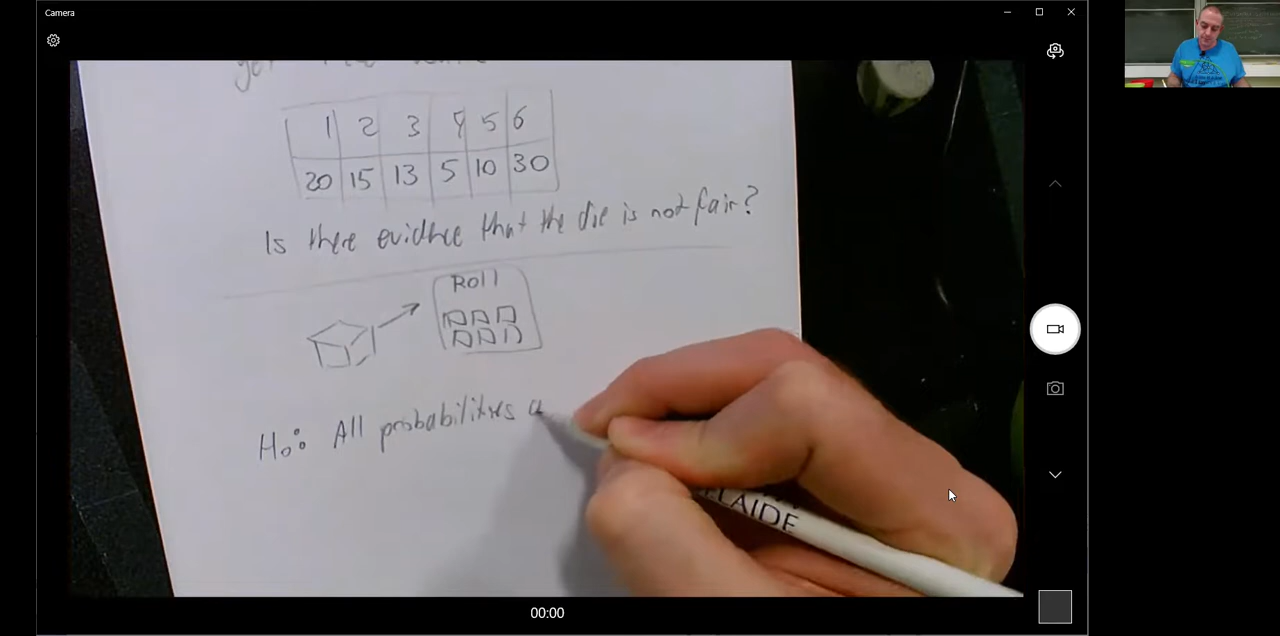 Camera
1 2 3 4 5 6
20 15 13 5 10 30
Is there evidence that the die is not fair?
Roll
H₀: All probabilities a
ELAIDE
00:00